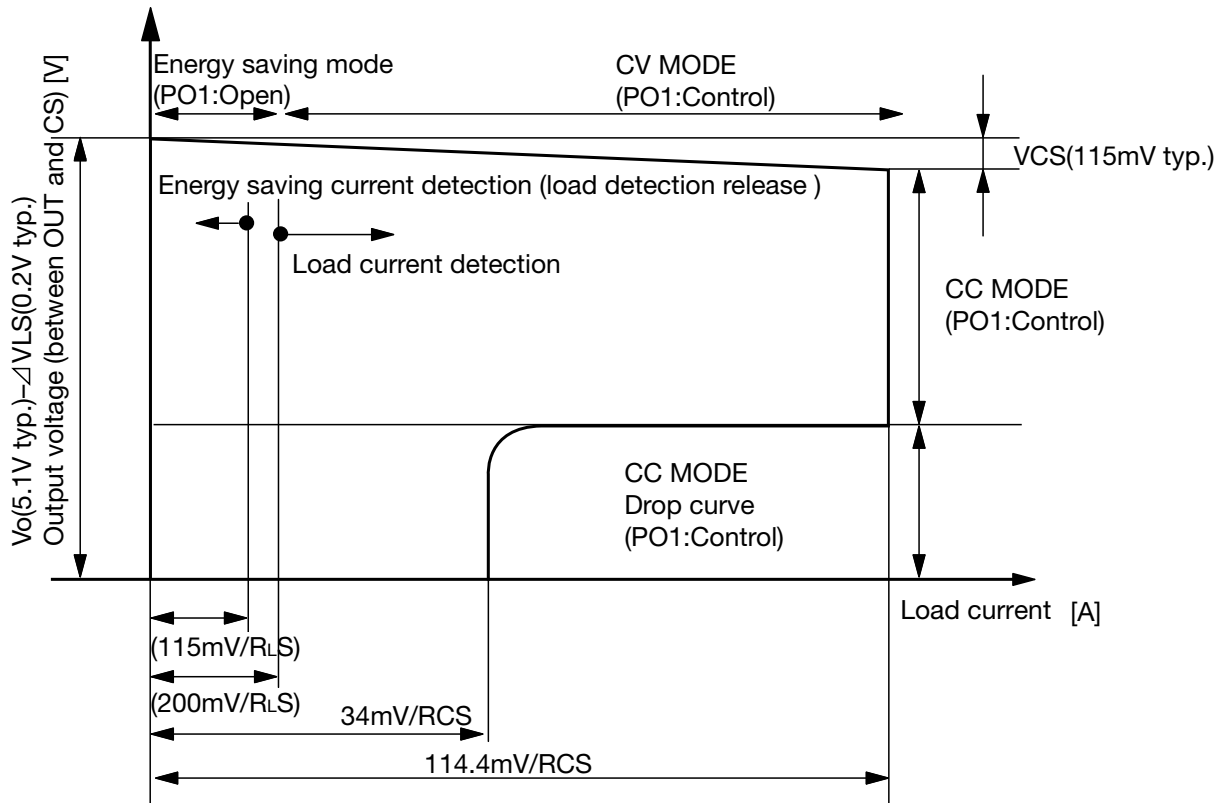 Energy saving mode
(PO1:Open)
CV MODE
(PO1:Control)
VCS(115mV typ.)
Energy saving current detection (load detection release )
Load current detection
CC MODE
(PO1:Control)
CC MODE
Drop curve
(PO1:Control)
Vo(5.1V typ.)–⊿VLS(0.2V typ.)
Output voltage (between OUT and CS) [V]
Load current [A]
(115mV/RLS)
(200mV/RLS)
34mV/RCS
114.4mV/RCS